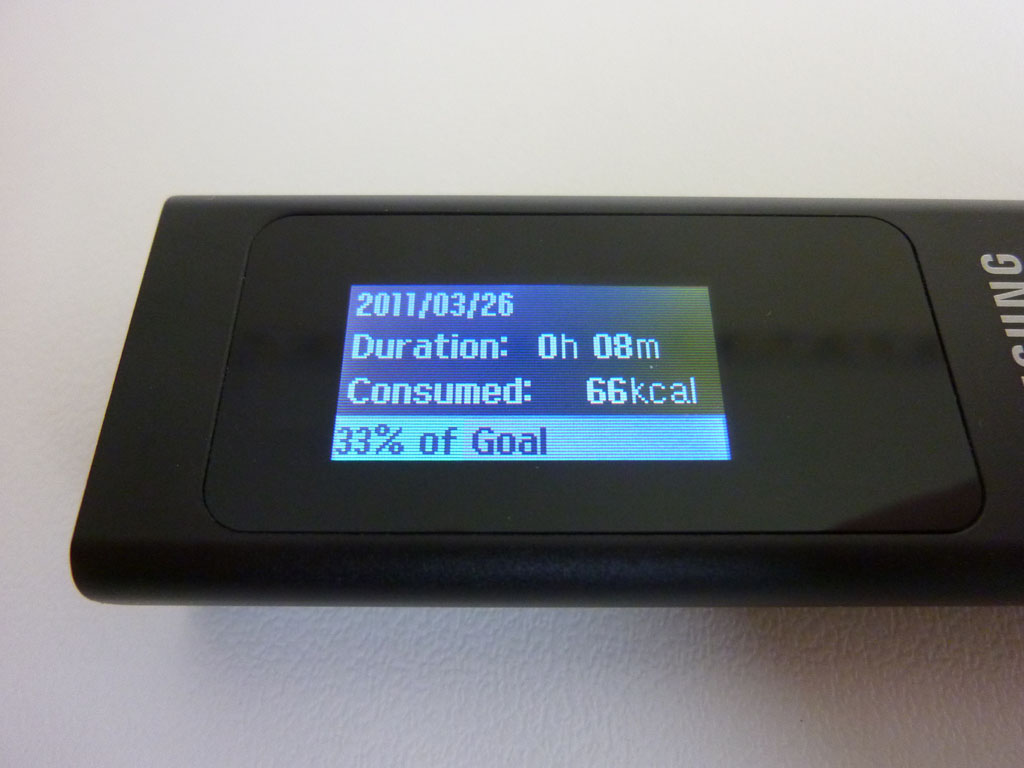 2011/03/26
Duration: 0h 08m
Consumed: 66kcal
33% of Goal